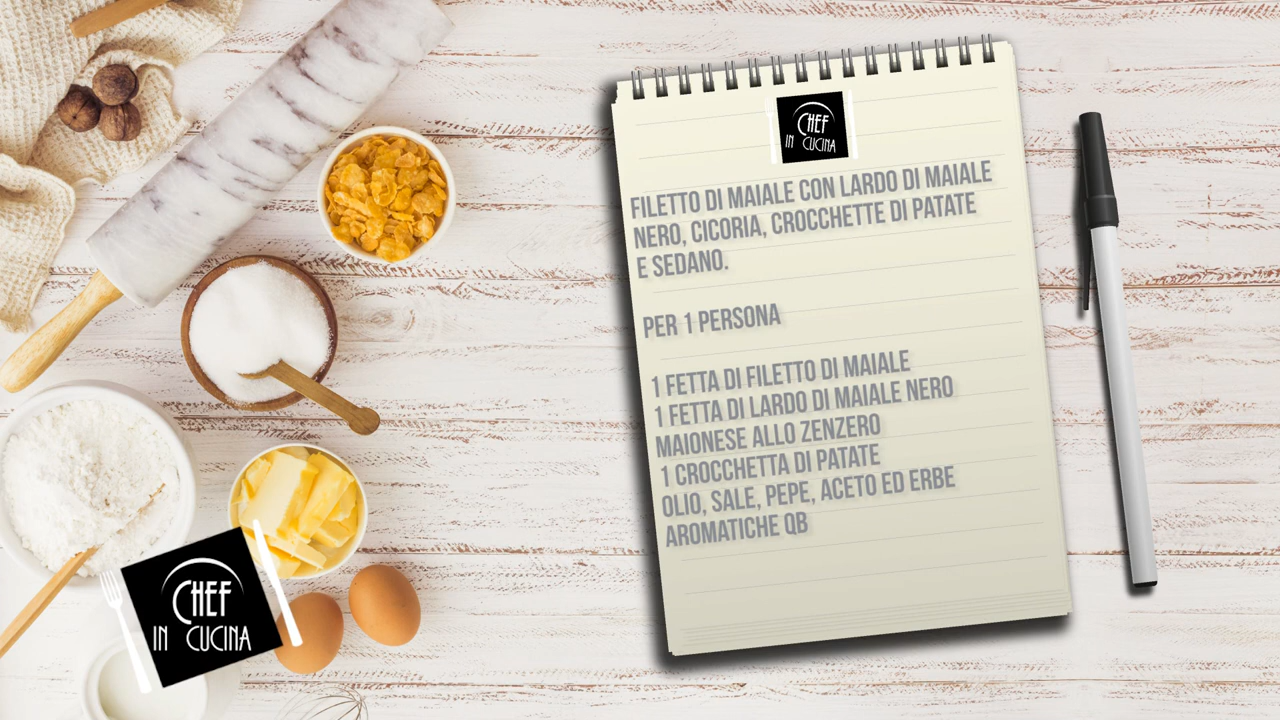 CHEF
IN CUCINA
FILETTO DI MAIALE CON LARDO DI MAIALE
NERO, CICORIA, CROCCHETTE DI PATATE
E SEDANO.
PER 1 PERSONA
1 FETTA DI FILETTO DI MAIALE
1 FETTA DI LARDO DI MAIALE NERO
MAIONESE ALLO ZENZERO
1 CROCCHETTA DI PATATE
OLIO, SALE, PEPE, ACETO ED ERBE
AROMATICHE QB
CHEF
IN CUCINA